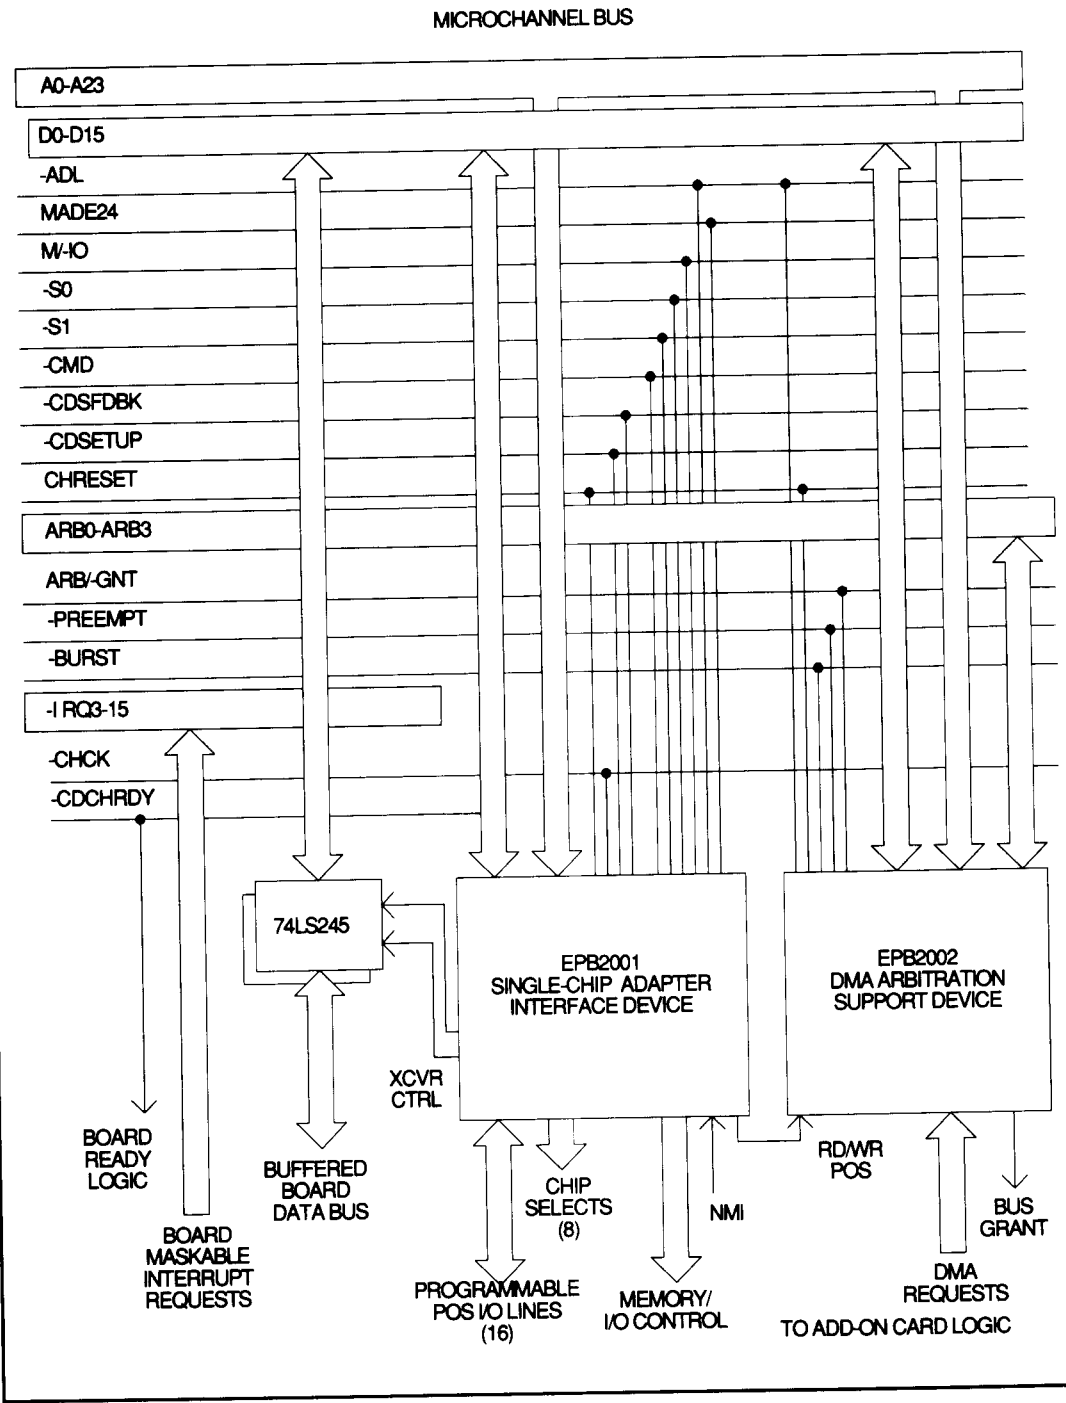 MICROCHANNEL BUS
A0-A23
D0-D15
-ADL
MADE24
M/-IO
-S0
-S1
-CMD
-CDSFDBK
-CDSETUP
CHRESET
ARB0-ARB3
ARB/-GNT
-PREEMPT
-BURST
-I RQ3-15
-CHCK
-CDCHRDY
74LS245
EPB2001
SINGLE-CHIP ADAPTER
INTERFACE DEVICE
EPB2002
DMA ARBITRATION
SUPPORT DEVICE
XCVR
CTRL
BOARD
READY
LOGIC
BOARD
MASKABLE
INTERRUPT
REQUESTS
BUFFERED
BOARD
DATA BUS
PROGRAMMABLE
POS I/O LINES
(16)
CHIP
SELECTS
(8)
MEMORY/
I/O CONTROL
NMI
RD/WR
POS
DMA
REQUESTS
BUS
GRANT
TO ADD-ON CARD LOGIC